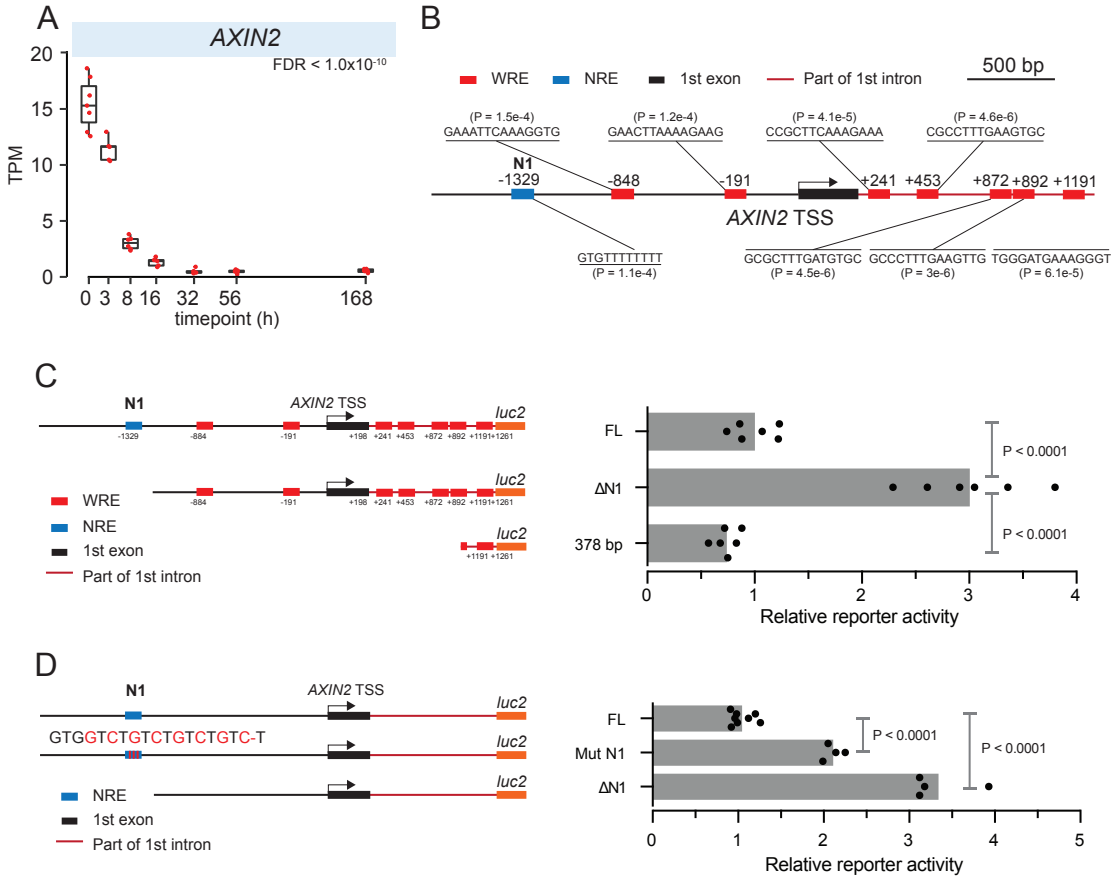 A
AXIN2
FDR < 1.0x10-10
20
15
10
5
0
TPM
0 3 8 16 32 56 168
timepoint (h)
B
WRE NRE 1st exon Part of 1st intron 500 bp
(P = 1.5e-4) (P = 1.2e-4) (P = 4.1e-5) (P = 4.6e-6)
GAAATTCAAAGGTG GAACTTAAAAGAAG CCGCTTCAAAGAAA CGCCTTTGAAGTGC
N1
-1329 -848 -191 +241 +453 +872 +892 +1191
AXIN2 TSS
GTGTTTTTTTT GCGCTTTGATGTGC GCCCTTTGAAGTTG TGGGATGAAAGGGT
(P = 1.1e-4) (P = 4.5e-6) (P = 3e-6) (P = 6.1e-5)
C
N1 AXIN2 TSS luc2
-1329 -884 -191 +198 +241 +453 +872 +892 +1191 +1261
luc2
-884 -191 +198 +241 +453 +872 +892 +1191 +1261
luc2
+1191 +1261
WRE
NRE
1st exon
Part of 1st intron
FL
ΔN1
378 bp
P < 0.0001
P < 0.0001
0 1 2 3 4
Relative reporter activity
D
N1 AXIN2 TSS luc2
GTGGTCTGTCTGTCTGTC-T luc2
luc2
NRE
1st exon
Part of 1st intron
FL
Mut N1
ΔN1
P < 0.0001
P < 0.0001
0 1 2 3 4 5
Relative reporter activity